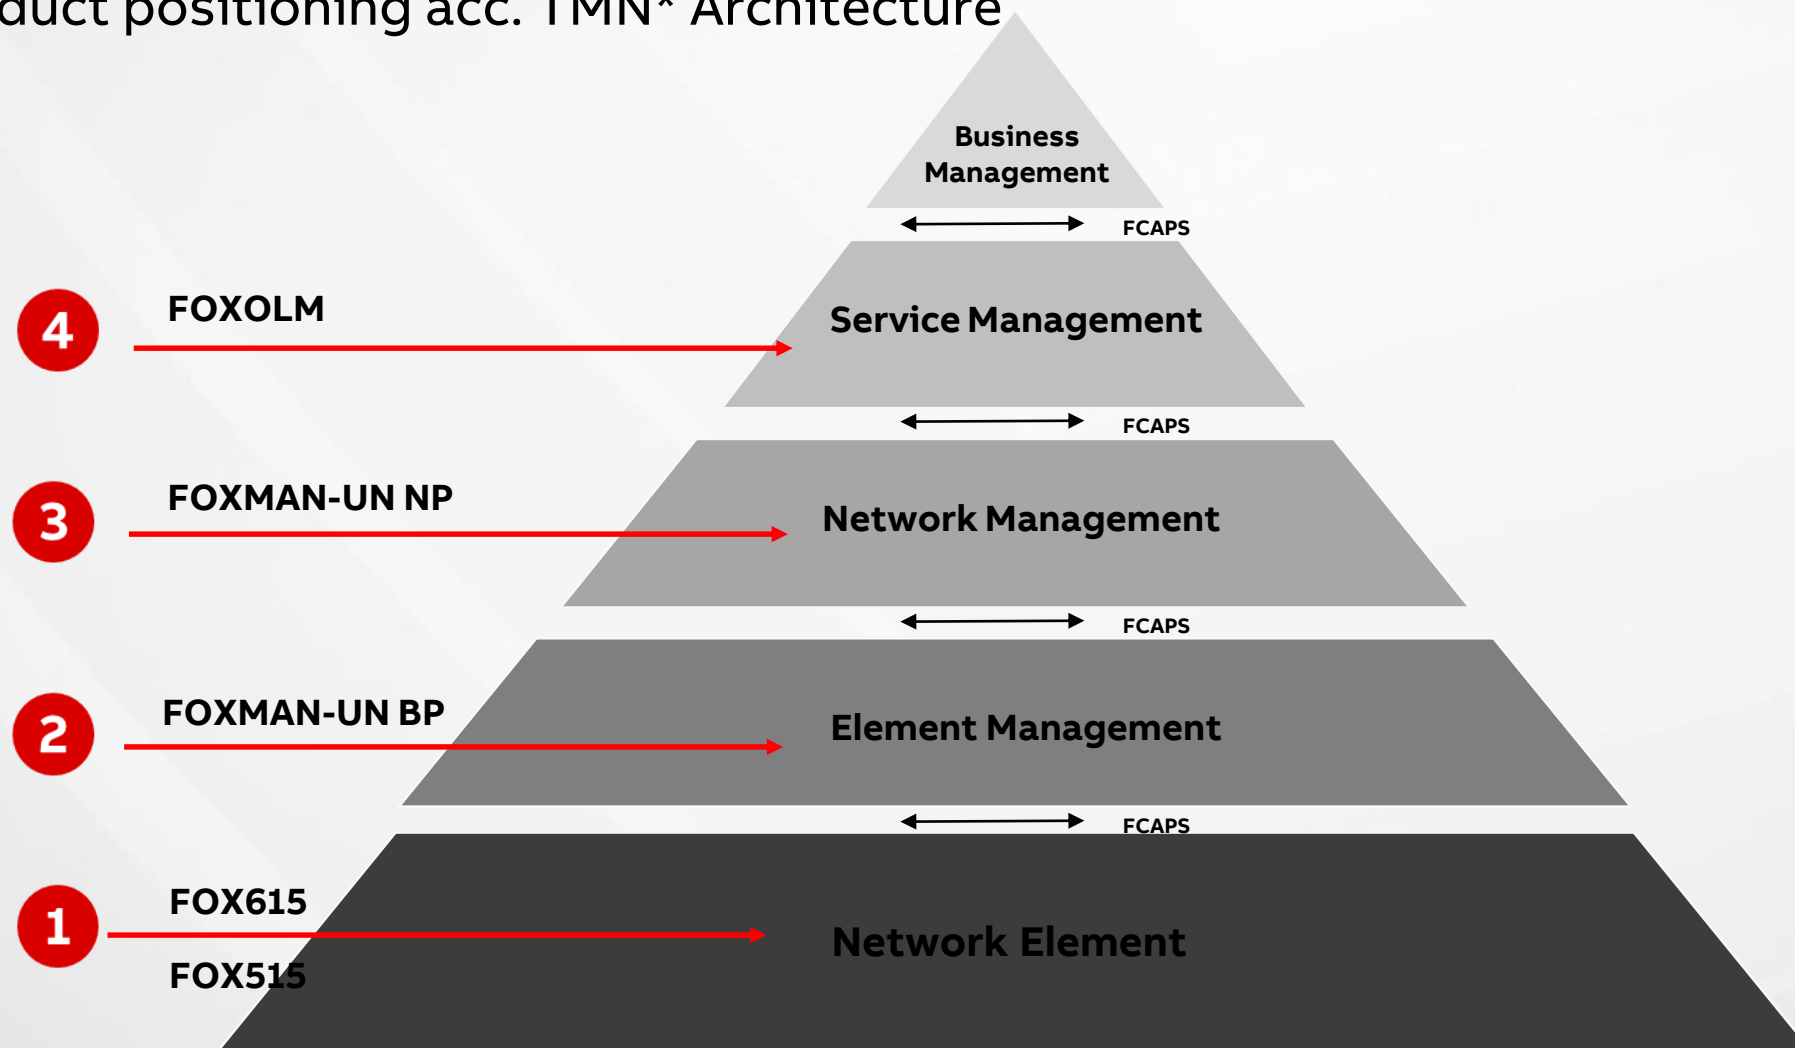 duct positioning acc. TMN* Architecture
Business
Management
FCAPS
4
FOXOLM
Service Management
FCAPS
3
FOXMAN-UN NP
Network Management
FCAPS
2
FOXMAN-UN BP
Element Management
FCAPS
1
FOX615
Network Element
FOX515